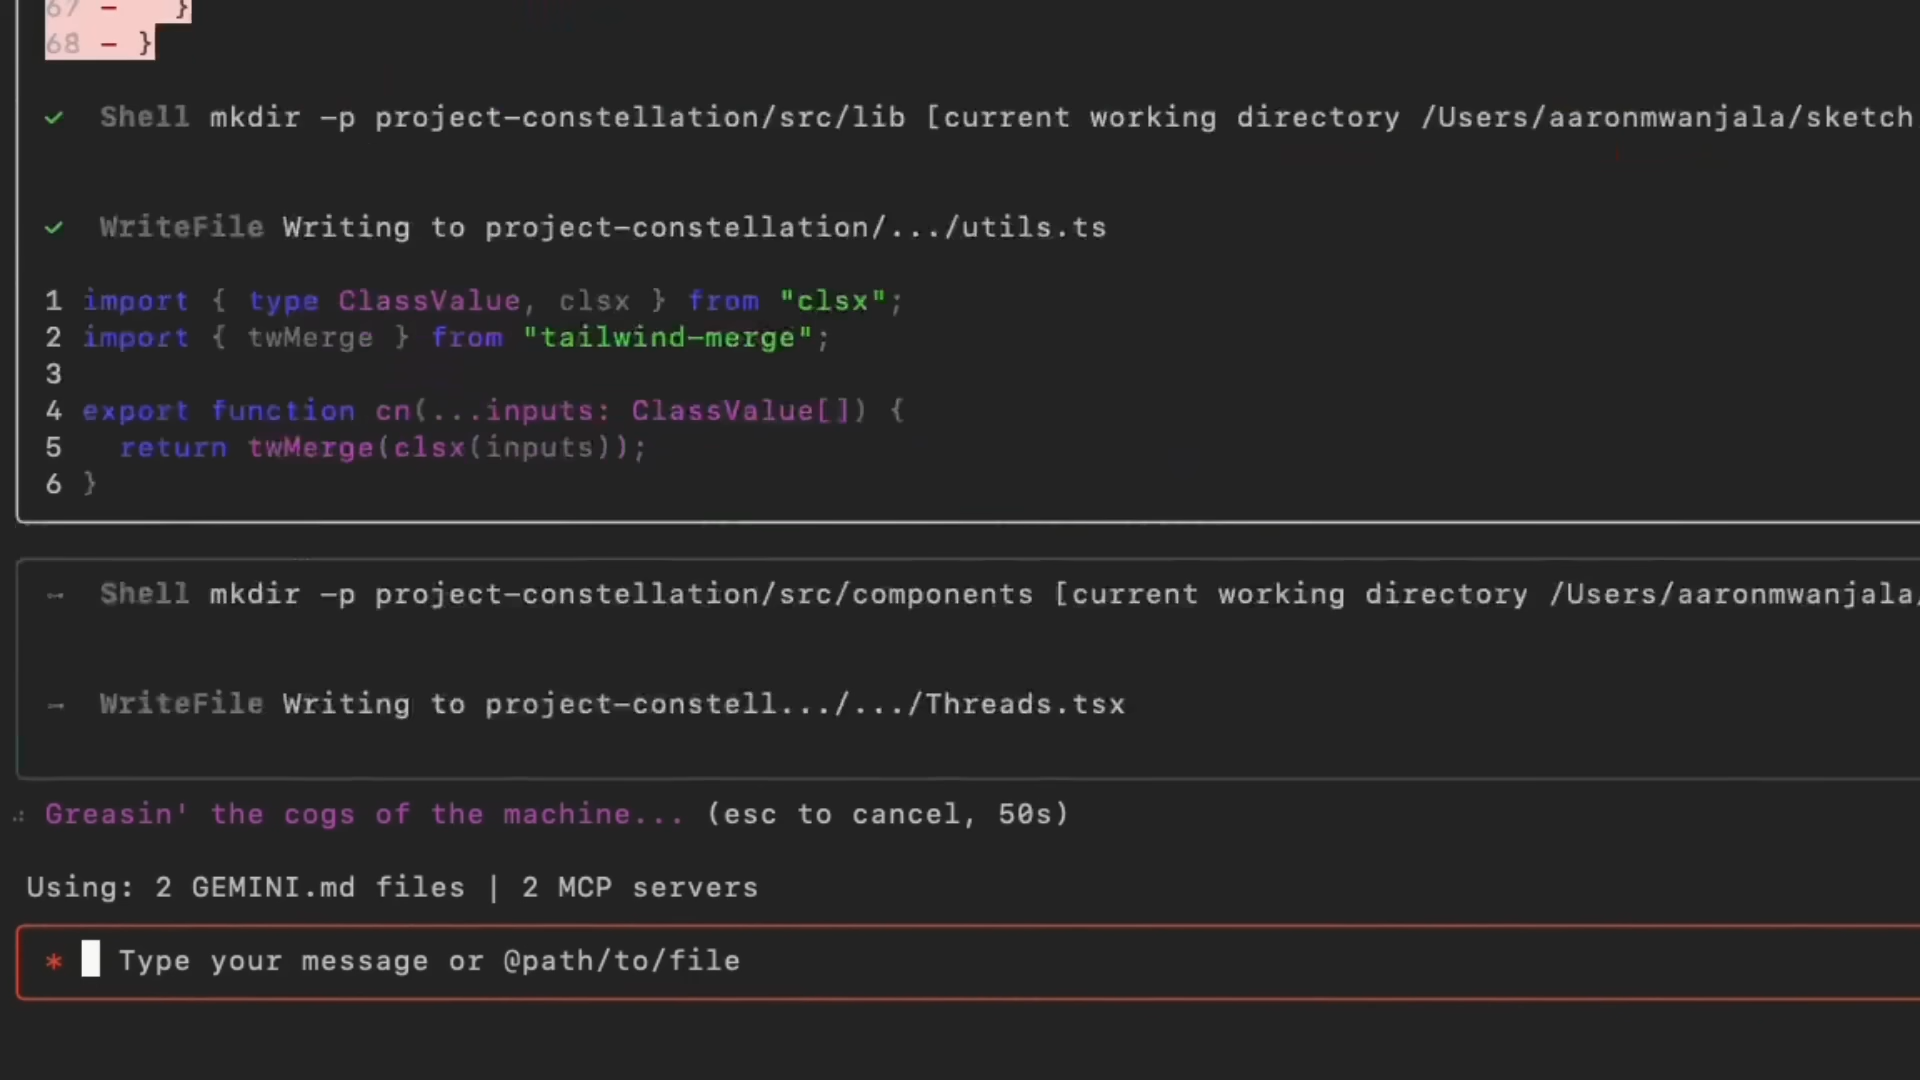 67 -    }
68 - }
✓  Shell mkdir -p project-constellation/src/lib [current working directory /Users/aaronmwanjala/sketch
✓  WriteFile Writing to project-constellation/.../utils.ts
1 import { type ClassValue, clsx } from "clsx";
2 import { twMerge } from "tailwind-merge";
3
4 export function cn(...inputs: ClassValue[]) {
5   return twMerge(clsx(inputs));
6 }
Shell mkdir -p project-constellation/src/components [current working directory /Users/aaronmwanjala/
WriteFile Writing to project-constell.../.../Threads.tsx
Greasin' the cogs of the machine... (esc to cancel, 50s)
Using: 2 GEMINI.md files | 2 MCP servers
* Type your message or @path/to/file